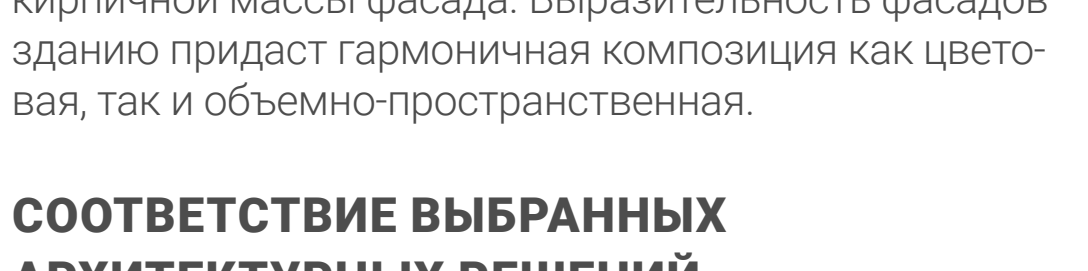 кирпичной массы фасада. Выразительность фасадов
зданию придаст гармоничная композиция как цвето-
вая, так и объемно-пространственная.
СООТВЕТСТВИЕ ВЫБРАННЫХ
АРХИТЕКТУРНЫХ РЕШЕНИЙ